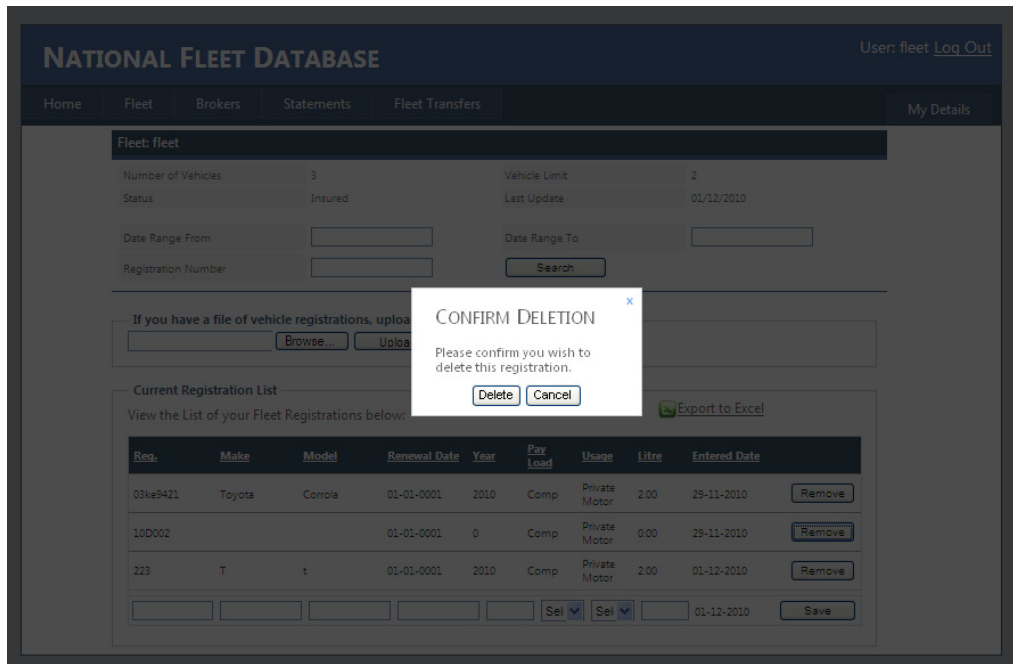 NATIONAL FLEET DATABASE
User: fleet Log Out
Home Fleet Brokers Statements Fleet Transfers My Details
Fleet: fleet
Number of Vehicles 3 Vehicle Limit 2
Status Insured Last Update 01/12/2010
Date Range From Date Range To
Registration Number Search
If you have a file of vehicle registrations,
Browse...
x
CONFIRM DELETION
Please confirm you wish to
delete this registration.
Delete Cancel
Current Registration List
View the List of your Fleet Registrations below:
Export to Excel
Req. Make Model Renewal Date Year Pay Load Usage Litre Entered Date
03ke9421 Toyota Corrola 01-01-0001 2010 Comp Private Motor 2.00 29-11-2010 Remove
10D002 01-01-0001 0 Comp Private Motor 0.00 29-11-2010 Remove
223 T t 01-01-0001 2010 Comp Private Motor 2.00 01-12-2010 Remove
Sel Sel 01-12-2010 Save